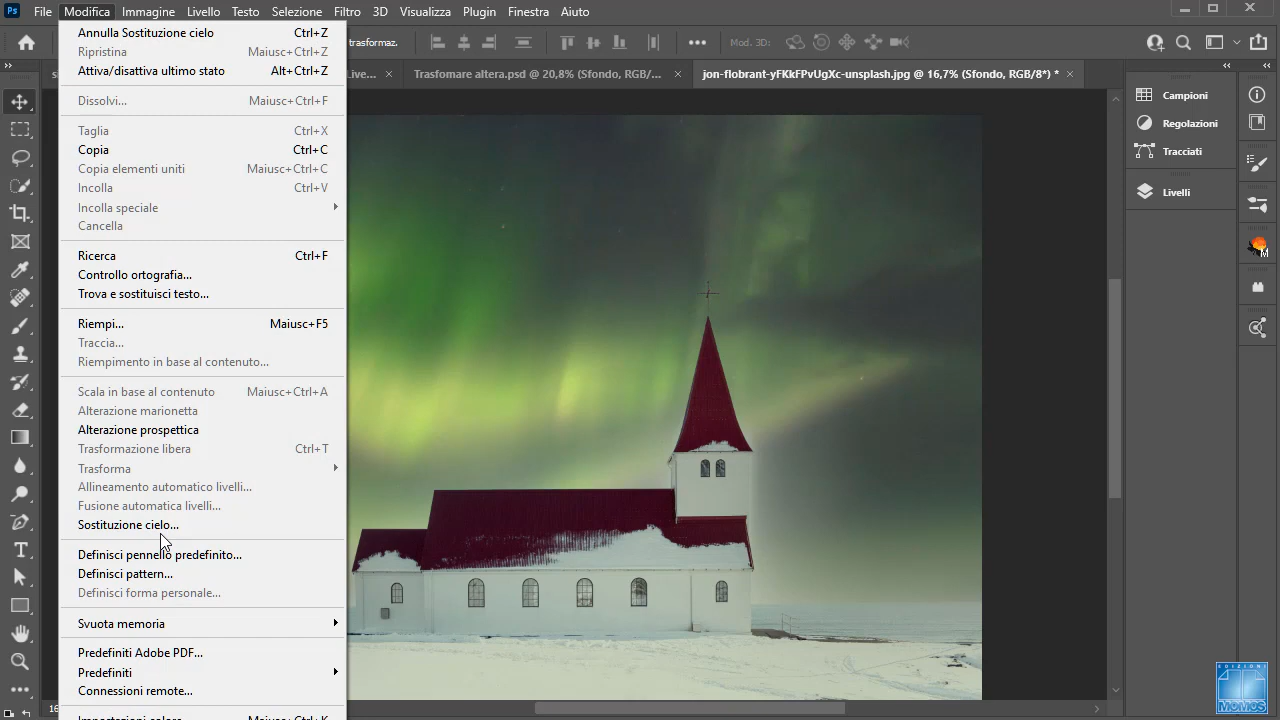 Ps File Modifica Immagine Livello Testo Selezione Filtro 3D Visualizza Plugin Finestra Aiuto
trasformaz. Mod. 3D:
Trasfomare altera.psd @ 20,8% (Sfondo, RGB/... jon-flobrant-yFKkFPvUgXc-unsplash.jpg @ 16,7% (Sfondo, RGB/8*) *
Annulla Sostituzione cielo Ctrl+Z
Ripristina Maiusc+Ctrl+Z
Attiva/disattiva ultimo stato Alt+Ctrl+Z
Dissolvi... Maiusc+Ctrl+F
Taglia Ctrl+X
Copia Ctrl+C
Copia elementi uniti Maiusc+Ctrl+C
Incolla Ctrl+V
Incolla speciale
Cancella
Ricerca Ctrl+F
Controllo ortografia...
Trova e sostituisci testo...
Riempi... Maiusc+F5
Traccia...
Riempimento in base al contenuto...
Scala in base al contenuto Maiusc+Ctrl+A
Alterazione marionetta
Alterazione prospettica
Trasformazione libera Ctrl+T
Trasforma
Allineamento automatico livelli...
Fusione automatica livelli...
Sostituzione cielo...
Definisci pennello predefinito...
Definisci pattern...
Definisci forma personale...
Svuota memoria
Predefiniti Adobe PDF...
Predefiniti
Connessioni remote...
Impostazioni colore... Maiusc+Ctrl+K
Campioni
Regolazioni
Tracciati
Livelli
EDIZIONI
MOMOS